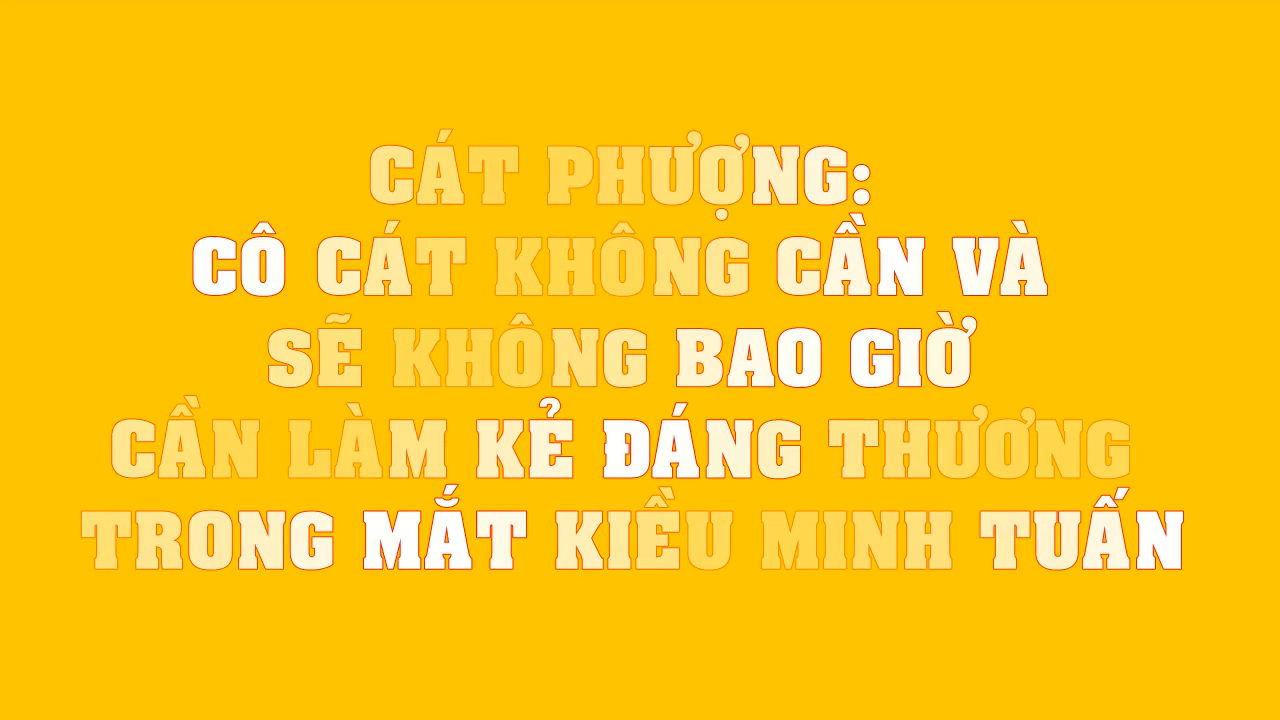 CÁT PHƯỢNG:
CÔ CÁT KHÔNG CẦN VÀ
SẼ KHÔNG BAO GIỜ
CẦN LÀM KẺ ĐÁNG THƯƠNG
TRONG MẮT KIỀU MINH TUẤN